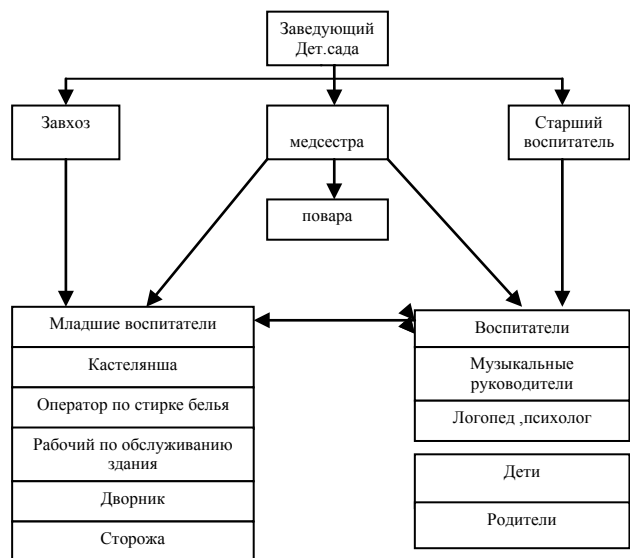 Заведующий
Дет.сада
Завхоз
медсестра
Старший
воспитатель
повара
Младшие воспитатели
Кастелянша
Оператор по стирке белья
Рабочий по обслуживанию
здания
Дворник
Сторожа
Воспитатели
Музыкальные
руководители
Логопед ,психолог
Дети
Родители